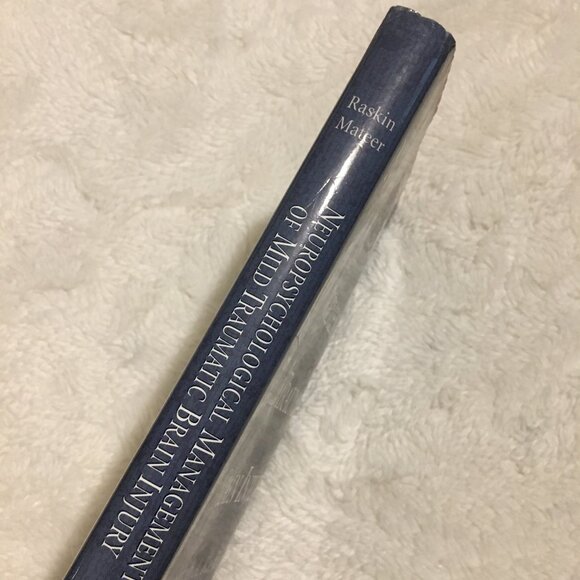 Raskin
Mateer
NEUROPSYCHOLOGICAL MANAGEMENT
OF MILD TRAUMATIC BRAIN INJURY